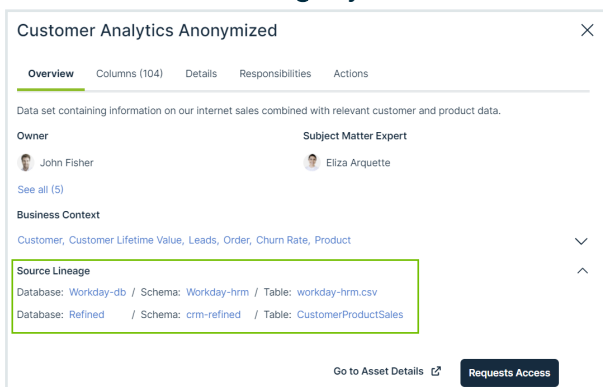 Customer Analytics Anonymized
Overview Columns (104) Details Responsibilities Actions
Data set containing information on our internet sales combined with relevant customer and product data.
Owner Subject Matter Expert
John Fisher Eliza Arquette
See all (5)
Business Context
Customer, Customer Lifetime Value, Leads, Order, Churn Rate, Product
Source Lineage
Database: Workday-db / Schema: Workday-hrm / Table: workday-hrm.csv
Database: Refined / Schema: crm-refined / Table: CustomerProductSales
Go to Asset Details Requests Access